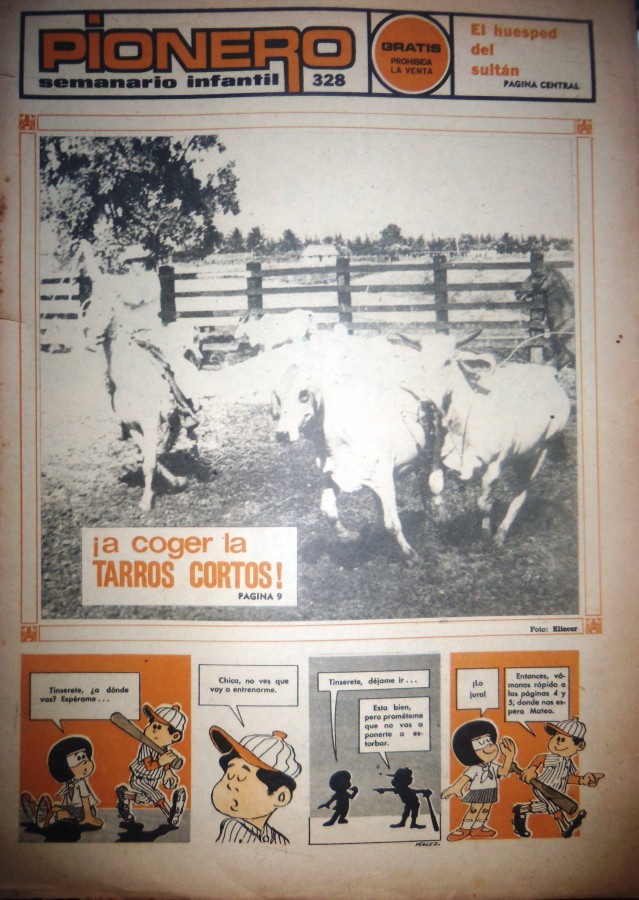 PIONERO
semanario infantil 328
GRATIS
PROHIBIDA
LA VENTA
El huesped
del
sultán
PAGINA CENTRAL
¡a coger la
TARROS CORTOS!
PAGINA 9
Foto: Eliecer
Tinserete, ¿a dónde
vas? Espérame...
Chica, no ves que
voy a entrenarme.
Tinserete, déjame ir...
Esta bien,
pero prométeme
que no vas a
ponerte a es-
torbar.
¡Lo
juro!
Entonces, vá-
monos rápido a
las páginas 4 y
5, donde nos es-
pera Mateo.